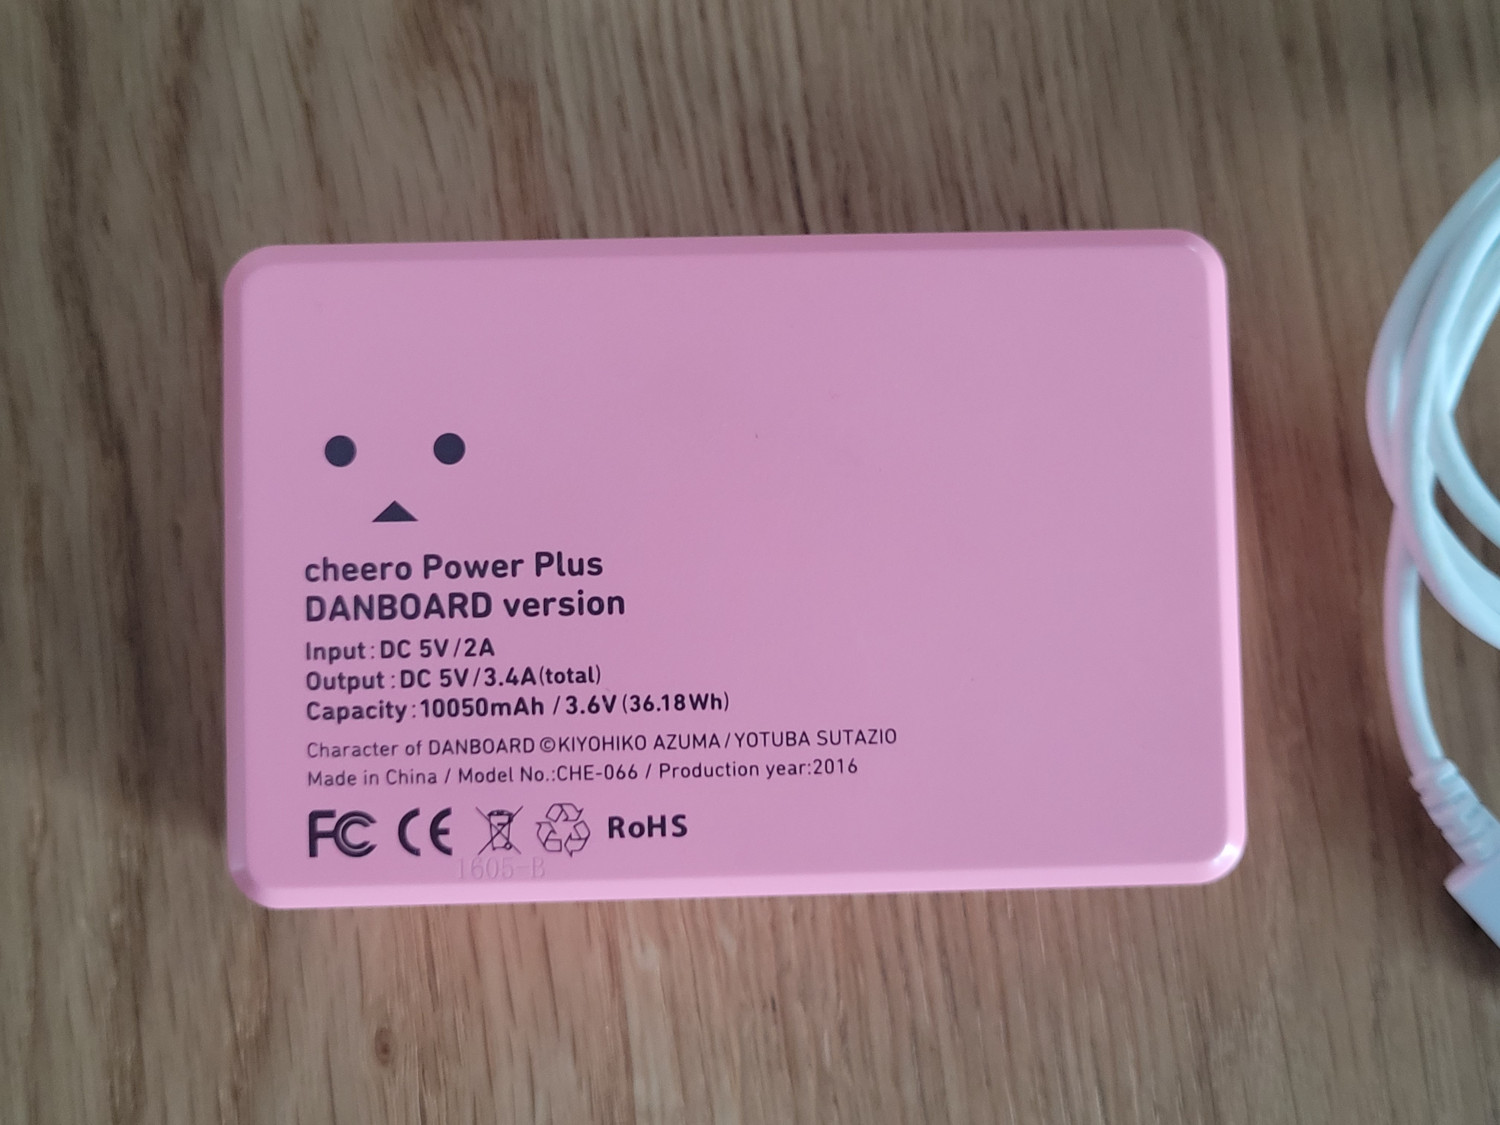 cheero Power Plus
DANBOARD version
Input:DC 5V/2A
Output:DC 5V/3.4A(total)
Capacity:10050mAh /3.6V(36.18Wh)
Character of DANBOARD ©KIYOHIKO AZUMA/YOTUBA SUTAZIO
Made in China / Model No.:CHE-066 / Production year:2016
FC CE RoHS
1605-B